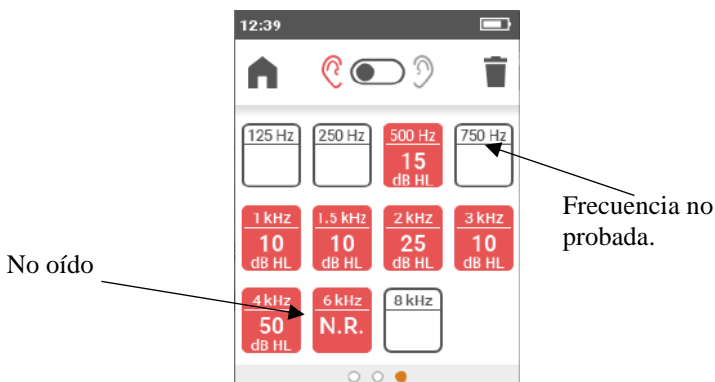 12:39
125 Hz 250 Hz 500 Hz 750 Hz
15
dB HL
Frecuencia no
probada.
1 kHz 1.5 kHz 2 kHz 3 kHz
10 10 25 10
dB HL dB HL dB HL dB HL
No oído
4 kHz 6 kHz 8 kHz
50 N.R.
dB HL